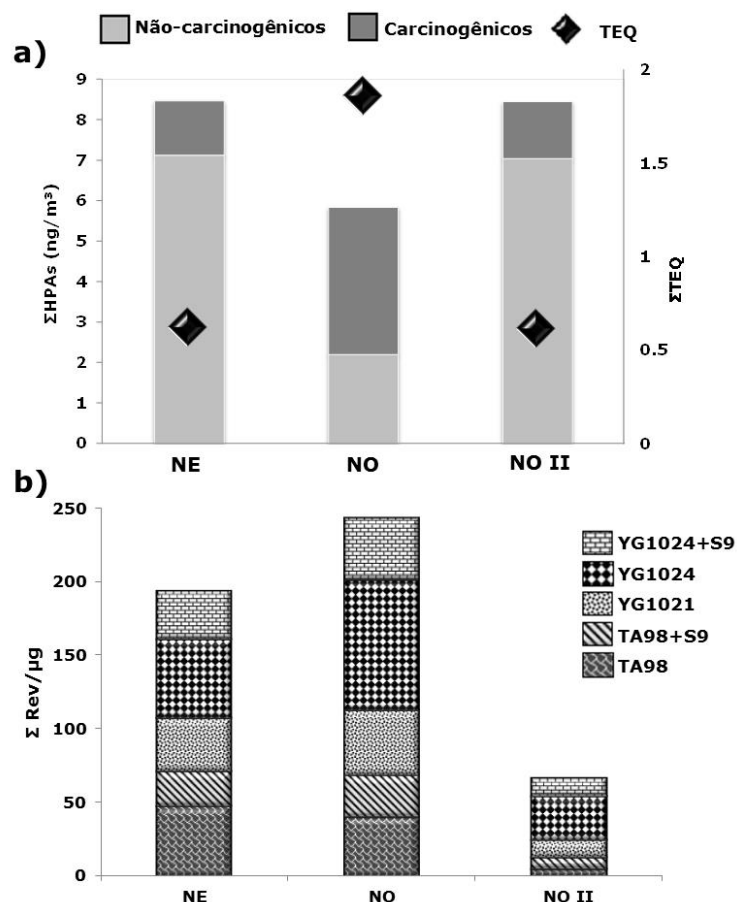 Não-carcinogênicos Carcinogênicos TEQ
a)
9
8
7
6
5
4
3
2
1
0
ΣHPAs (ng/m³)
2
1.5
1
0.5
0
ΣTEQ
NE NO NO II
b)
250
200
150
100
50
0
Σ Rev/µg
YG1024+S9
YG1024
YG1021
TA98+S9
TA98
NE NO NO II